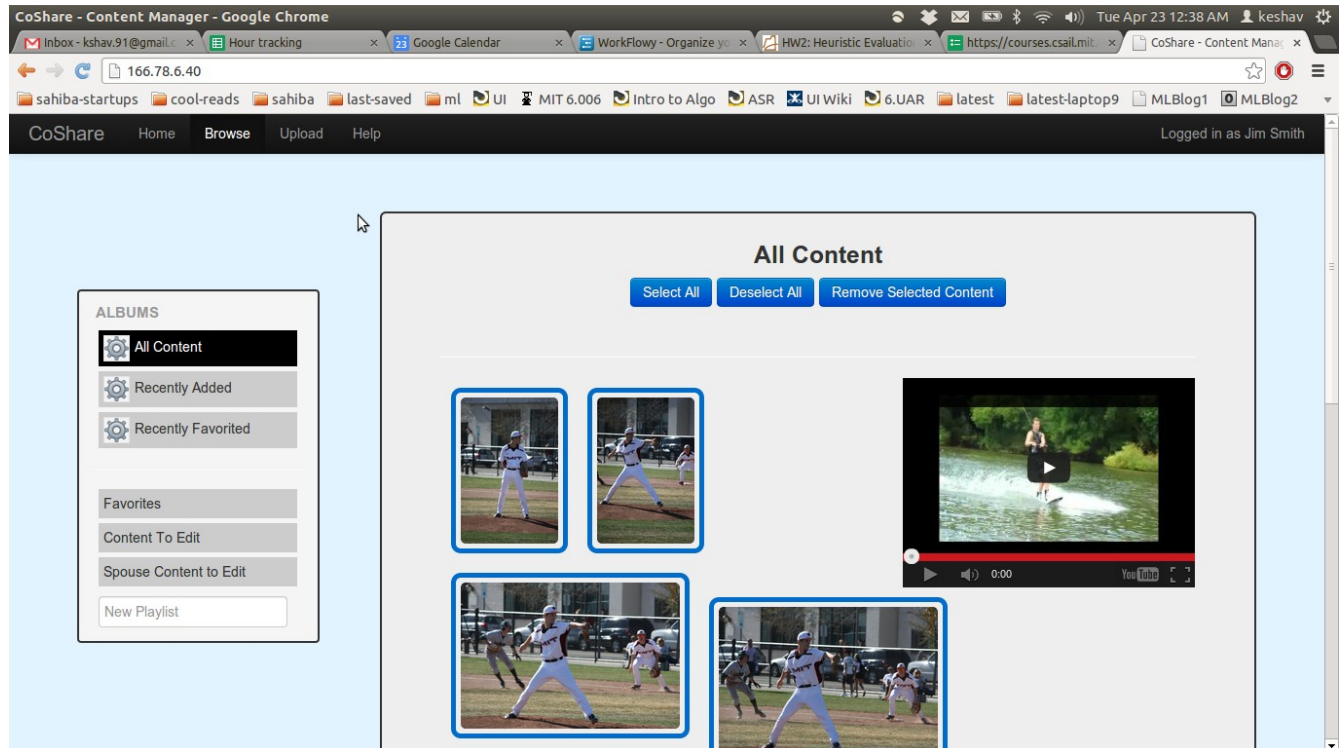 CoShare - Content Manager - Google Chrome
Tue Apr 23 12:38 AM keshav
Inbox - kshav.91@gmail.c
Hour tracking
23 Google Calendar
WorkFlowy - Organize yo
HW2: Heuristic Evaluatio
https://courses.csail.mit.
CoShare - Content Manag
166.78.6.40
sahiba-startups cool-reads sahiba last-saved ml UI MIT 6.006 Intro to Algo ASR UI Wiki 6.UAR latest latest-laptop9 MLBlog1 MLBlog2
CoShare Home Browse Upload Help Logged in as Jim Smith
All Content
Select All Deselect All Remove Selected Content
ALBUMS
All Content
Recently Added
Recently Favorited
Favorites
Content To Edit
Spouse Content to Edit
New Playlist
0:00 YouTube
MIT